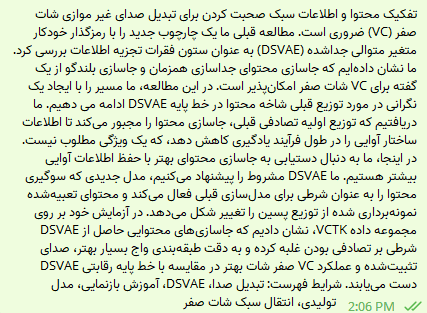 تفکیک محتوا و اطلاعات سبک صحبت کردن برای تبدیل صدای غیر موازی شات
صفر (VC) ضروری است. مطالعه قبلی ما یک چارچوب جدید را با رمزگذار خودکار
متغیر متوالی جداشده (DSVAE) به عنوان ستون فقرات تجزیه اطلاعات بررسی کرد.
ما نشان داده‌ایم که جاسازی محتوای جداسازی همزمان و جاسازی بلندگو از یک
گفته برای VC شات صفر امکان‌پذیر است. در این مطالعه، ما مسیر را با ایجاد یک
نگرانی در مورد توزیع قبلی شاخه محتوا در خط پایه DSVAE ادامه می دهیم. ما
دریافتیم که توزیع اولیه تصادفی قبلی، جاسازی محتوا را مجبور می‌کند تا اطلاعات
ساختار آوایی را در طول فرآیند یادگیری کاهش دهد، که یک ویژگی مطلوب نیست.
در اینجا، ما به دنبال دستیابی به جاسازی محتوای بهتر با حفظ اطلاعات آوایی
بیشتر هستیم. ما DSVAE مشروط را پیشنهاد می‌کنیم، مدل جدیدی که سوگیری
محتوا را به عنوان شرطی برای مدل‌سازی قبلی فعال می‌کند و محتوای تعبیه‌شده
نمونه‌برداری شده از توزیع پسین را تغییر شکل می‌دهد. در آزمایش خود بر روی
مجموعه داده VCTK، نشان دادیم که جاسازی‌های محتوایی حاصل از DSVAE
شرطی بر تصادفی بودن غلبه کرده و به دقت طبقه‌بندی واج بسیار بهتر، صدای
تثبیت‌شده و عملکرد VC صفر شات بهتر در مقایسه با خط پایه رقابتی DSVAE
دست می‌یابند. شرایط فهرست: تبدیل صدا، DSVAE، آموزش بازنمایی، مدل
تولیدی، انتقال سبک شات صفر
2:06 PM